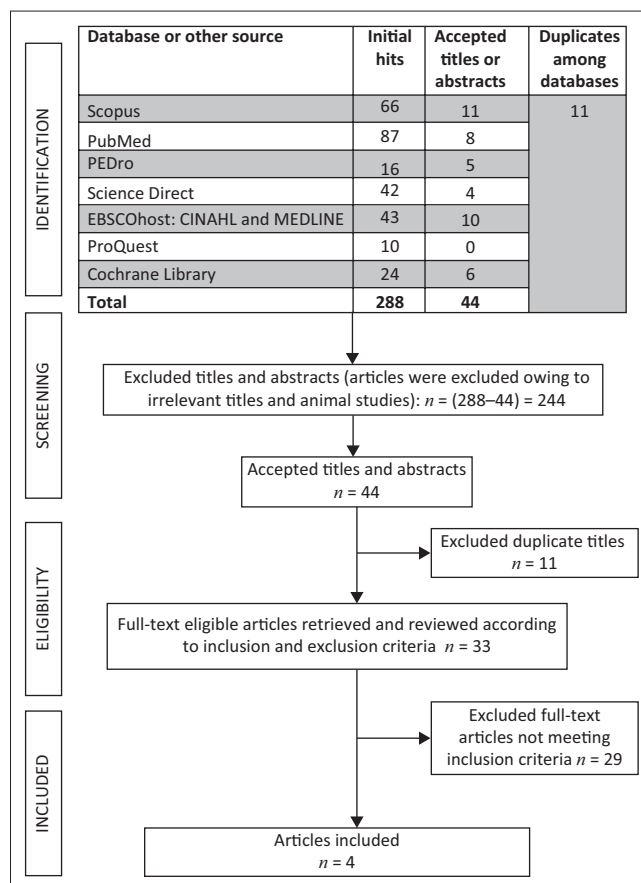 IDENTIFICATION
Database or other source Initial hits Accepted titles or abstracts Duplicates among databases
Scopus 66 11 11
PubMed 87 8
PEDro 16 5
Science Direct 42 4
EBSCOhost: CINAHL and MEDLINE 43 10
ProQuest 10 0
Cochrane Library 24 6
Total 288 44
SCREENING
Excluded titles and abstracts (articles were excluded owing to
irrelevant titles and animal studies): n = (288–44) = 244
Accepted titles and abstracts
n = 44
ELIGIBILITY
Excluded duplicate titles
n = 11
Full-text eligible articles retrieved and reviewed according
to inclusion and exclusion criteria n = 33
INCLUDED
Excluded full-text
articles not meeting
inclusion criteria n = 29
Articles included
n = 4